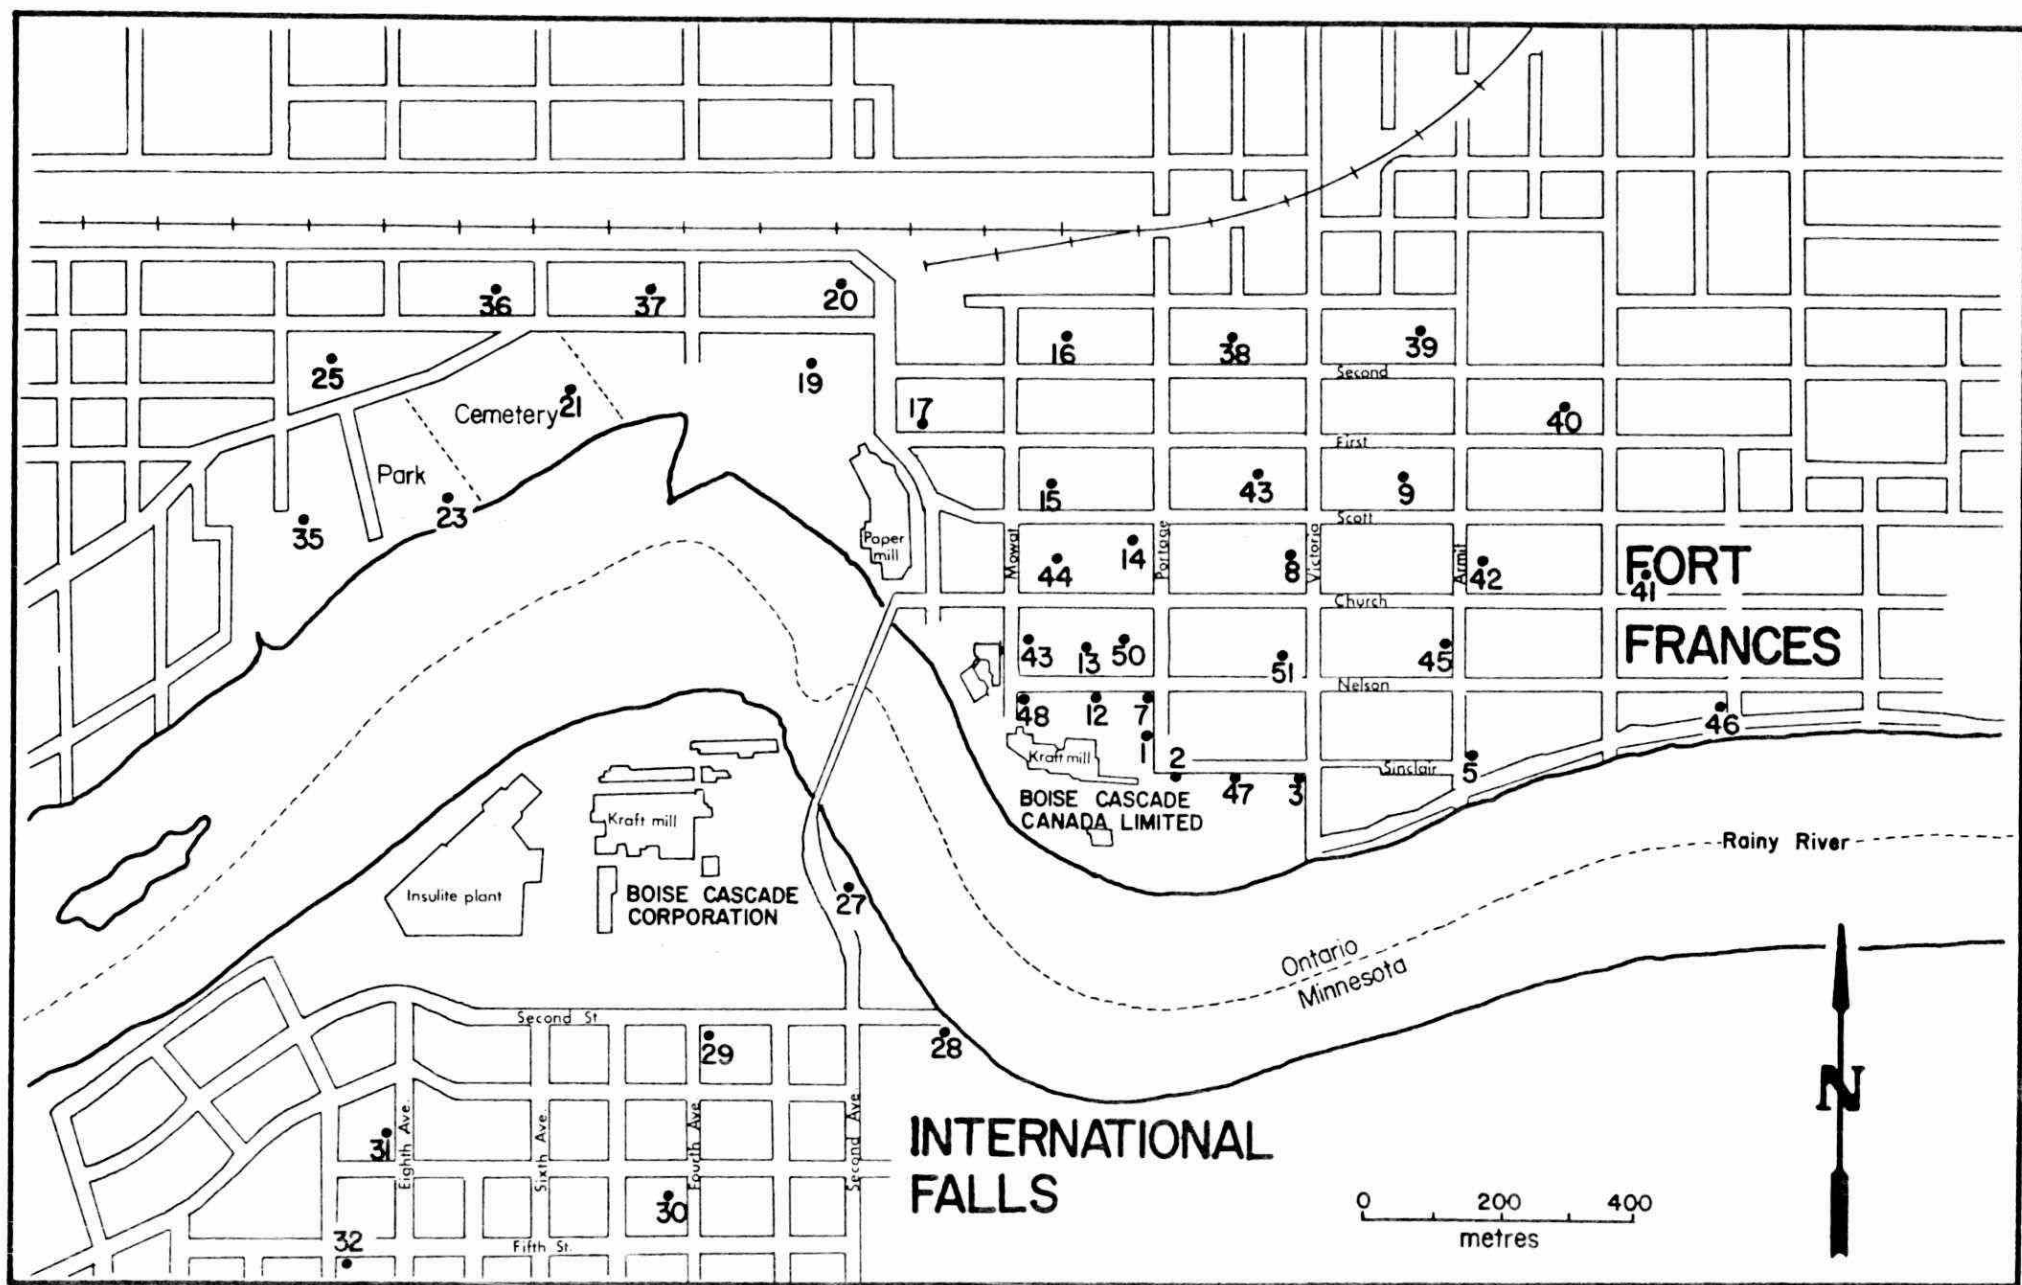 36
37
20
16
38
39
25
19
Second
17
Cemetery
21
40
First
Park
23
15
43
9
35
Scott
Paper
mill
Mowat
14
Portage
8
Victoria
Armit
42
FORT
44
41
Church
43
13
50
51
45
FRANCES
Nelson
48
12
7
46
1
2
Kraft mill
47
3
Sinclair
5
BOISE CASCADE
CANADA LIMITED
Kraft mill
Rainy River
Insulite plant
BOISE CASCADE
CORPORATION
27
Ontario
Minnesota
Second St
29
28
N
31
Eighth Ave.
Sixth Ave.
Fourth Ave
Second Ave.
INTERNATIONAL
FALLS
30
0 200 400
metres
32
Fifth St.